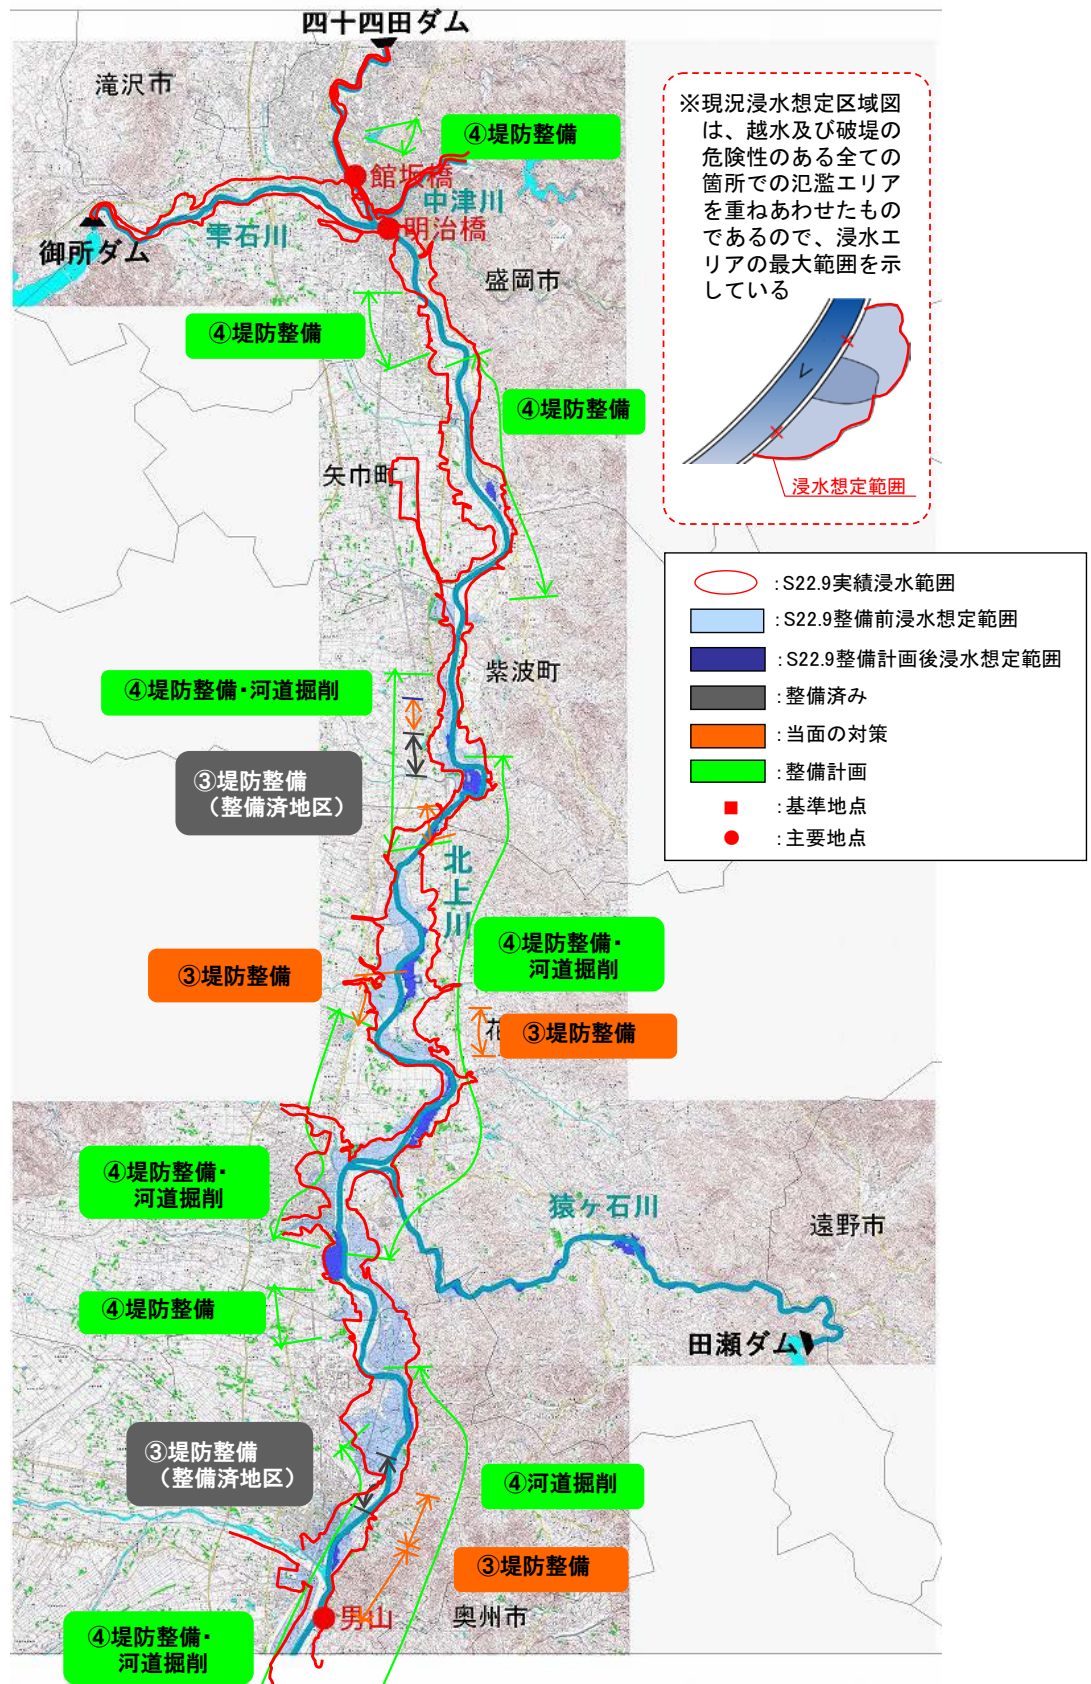 四十四田ダム
滝沢市
④堤防整備
館坂橋
中津川
明治橋
雫石川
御所ダム
盛岡市
※現況浸水想定区域図
は、越水及び破堤の
危険性のある全ての
箇所での氾濫エリア
を重ねあわせたもの
であるので、浸水エ
リアの最大範囲を示
している
浸水想定範囲
④堤防整備
④堤防整備
矢巾町
:S22.9実績浸水範囲
:S22.9整備前浸水想定範囲
:S22.9整備計画後浸水想定範囲
:整備済み
:当面の対策
:整備計画
:基準地点
:主要地点
紫波町
④堤防整備・河道掘削
③堤防整備
（整備済地区）
北上川
④堤防整備・
河道掘削
③堤防整備
花
③堤防整備
④堤防整備・
河道掘削
猿ヶ石川
遠野市
④堤防整備
田瀬ダム
③堤防整備
（整備済地区）
④河道掘削
③堤防整備
男山
奥州市
④堤防整備・
河道掘削